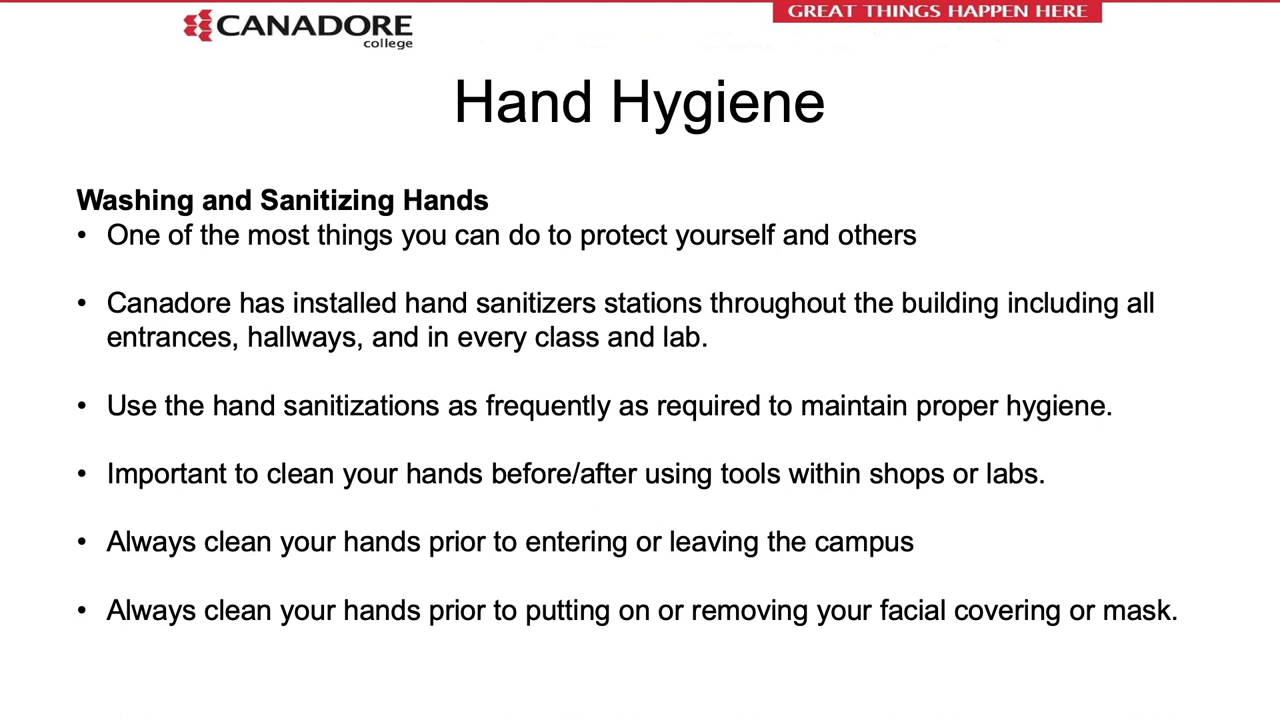 CANADORE
college
GREAT THINGS HAPPEN HERE
Hand Hygiene
Washing and Sanitizing Hands
• One of the most things you can do to protect yourself and others
• Canadore has installed hand sanitizers stations throughout the building including all
entrances, hallways, and in every class and lab.
• Use the hand sanitizations as frequently as required to maintain proper hygiene.
• Important to clean your hands before/after using tools within shops or labs.
• Always clean your hands prior to entering or leaving the campus
• Always clean your hands prior to putting on or removing your facial covering or mask.